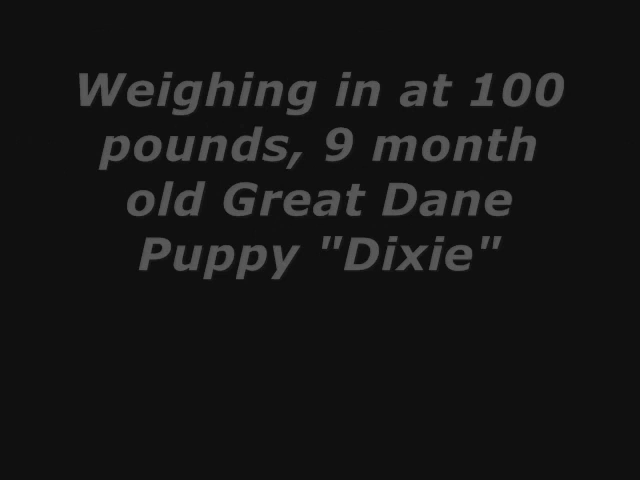 Weighing in at 100
pounds, 9 month
old Great Dane
Puppy "Dixie"